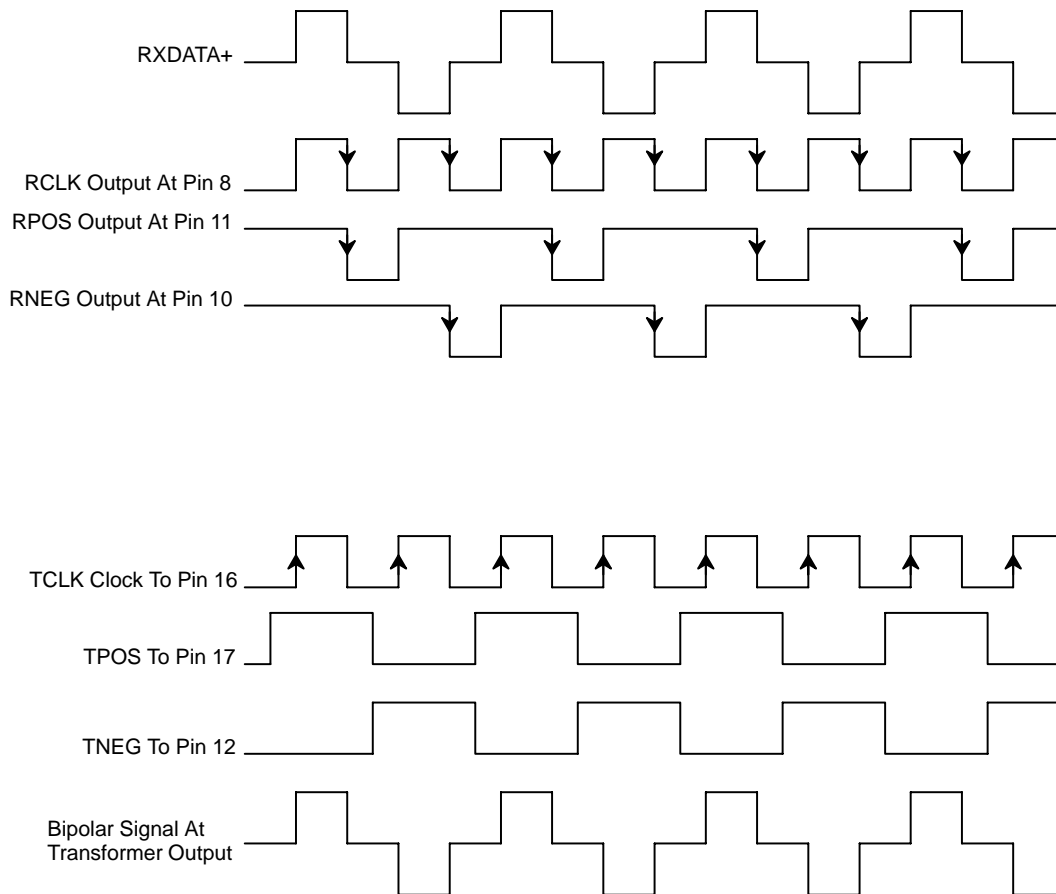 RXDATA+
RCLK Output At Pin 8
RPOS Output At Pin 11
RNEG Output At Pin 10
TCLK Clock To Pin 16
TPOS To Pin 17
TNEG To Pin 12
Bipolar Signal At
Transformer Output